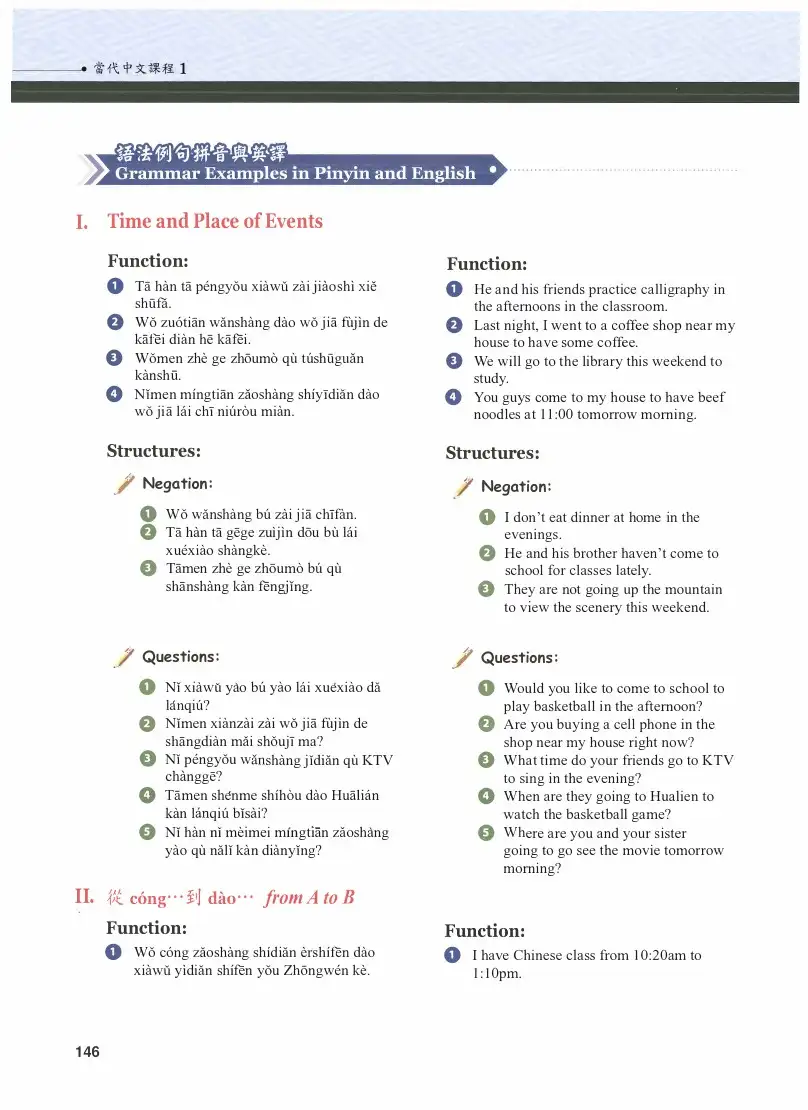 當代中文課程 1
語法例句拼音與英譯
Grammar Examples in Pinyin and English
I. Time and Place of Events
Function:
1 Tā hàn tā péngyǒu xiàwǔ zài jiàoshì xiě
shūfǎ.
2 Wǒ zuótiān wǎnshàng dào wǒ jiā fùjìn de
kāfēi diàn hē kāfēi.
3 Wǒmen zhè ge zhōumò qù túshūguǎn
kànshū.
4 Nǐmen míngtiān zǎoshàng shíyīdiǎn dào
wǒ jiā lái chī niúròu miàn.
Structures:
Negation:
1 Wǒ wǎnshàng bú zài jiā chīfàn.
2 Tā hàn tā gēge zuìjìn dōu bù lái
xuéxiào shàngkè.
3 Tāmen zhè ge zhōumò bú qù
shānshàng kàn fēngjǐng.
Questions:
1 Nǐ xiàwǔ yào bú yào lái xuéxiào dǎ
lánqiú?
2 Nǐmen xiànzài zài wǒ jiā fùjìn de
shāngdiàn mǎi shǒujī ma?
3 Nǐ péngyǒu wǎnshàng jǐdiǎn qù KTV
chànggē?
4 Tāmen shénme shíhòu dào Huālián
kàn lánqiú bǐsài?
5 Nǐ hàn nǐ mèimei míngtiān zǎoshàng
yào qù nǎlǐ kàn diànyǐng?
Function:
1 He and his friends practice calligraphy in
the afternoons in the classroom.
2 Last night, I went to a coffee shop near my
house to have some coffee.
3 We will go to the library this weekend to
study.
4 You guys come to my house to have beef
noodles at 11:00 tomorrow morning.
Structures:
Negation:
1 I don't eat dinner at home in the
evenings.
2 He and his brother haven't come to
school for classes lately.
3 They are not going up the mountain
to view the scenery this weekend.
Questions:
1 Would you like to come to school to
play basketball in the afternoon?
2 Are you buying a cell phone in the
shop near my house right now?
3 What time do your friends go to KTV
to sing in the evening?
4 When are they going to Hualien to
watch the basketball game?
5 Where are you and your sister
going to go see the movie tomorrow
morning?
II. 從 cóng…到 dào… from A to B
Function:
1 Wǒ cóng zǎoshàng shídiǎn èrshífēn dào
xiàwǔ yìdiǎn shífēn yǒu Zhōngwén kè.
Function:
1 I have Chinese class from 10:20am to
1:10pm.
146